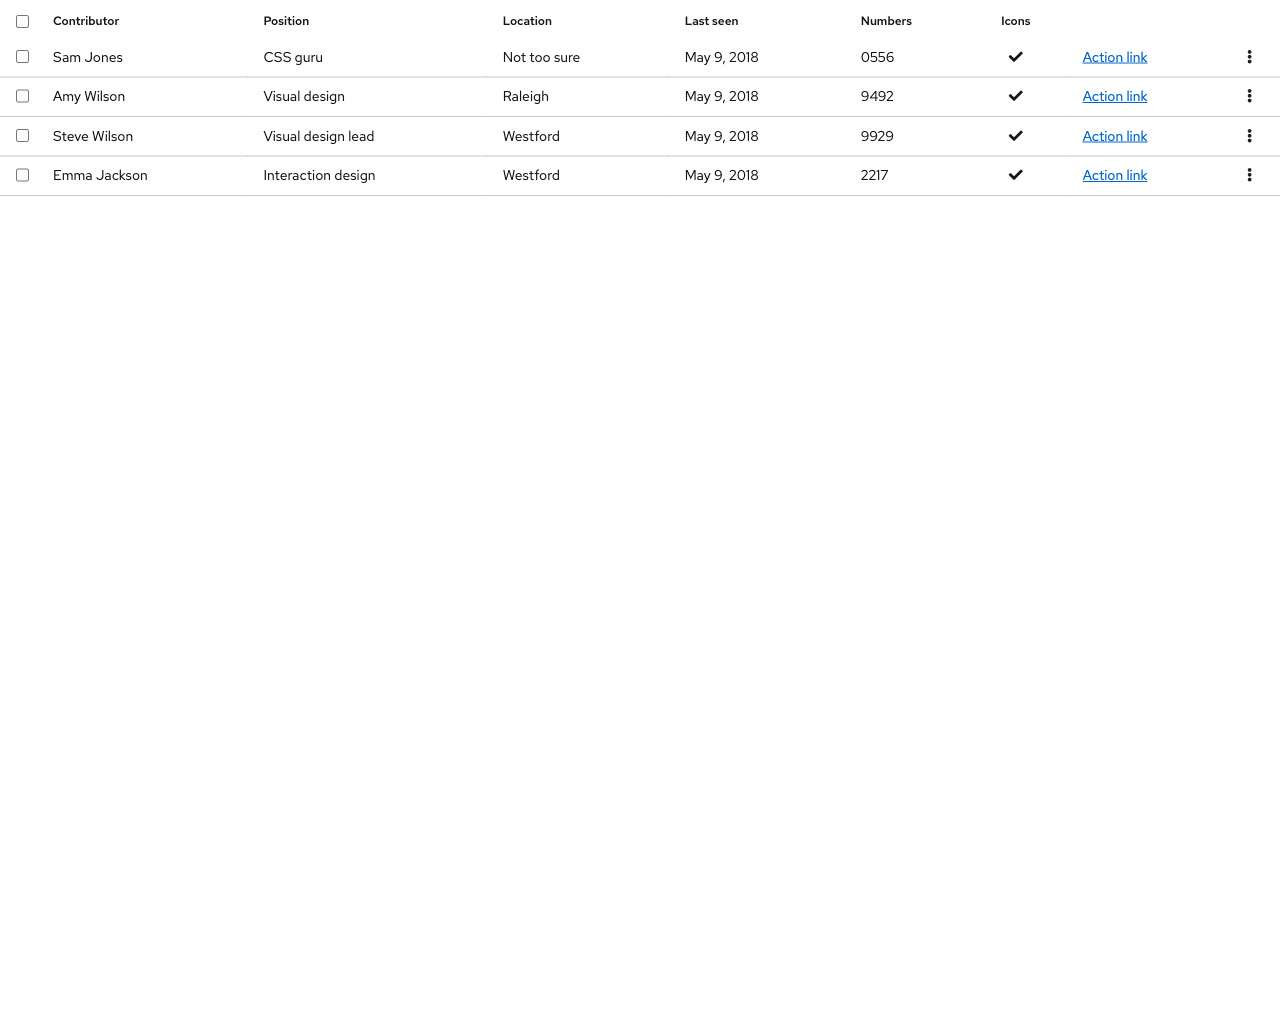 Contributor Position Location Last seen Numbers Icons
Sam Jones CSS guru Not too sure May 9, 2018 0556 Action link
Amy Wilson Visual design Raleigh May 9, 2018 9492 Action link
Steve Wilson Visual design lead Westford May 9, 2018 9929 Action link
Emma Jackson Interaction design Westford May 9, 2018 2217 Action link